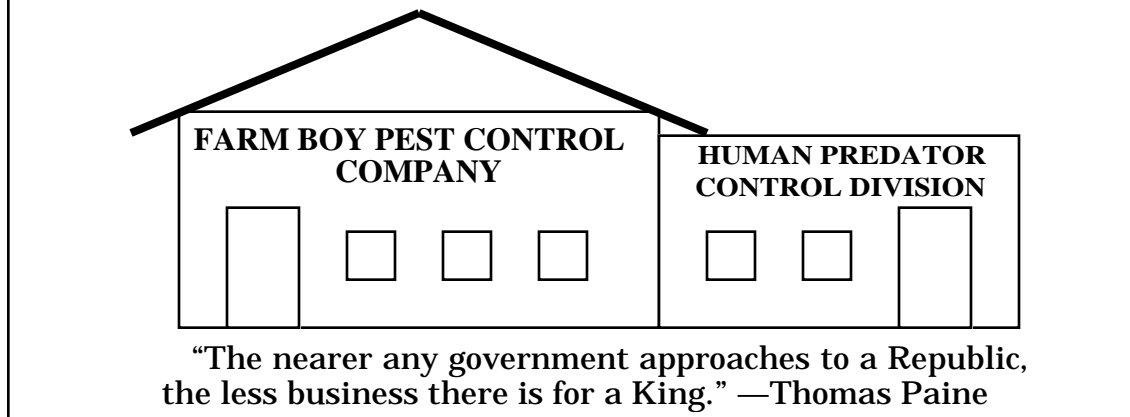 FARM BOY PEST CONTROL
COMPANY
HUMAN PREDATOR
CONTROL DIVISION
“The nearer any government approaches to a Republic,
the less business there is for a King.” —Thomas Paine